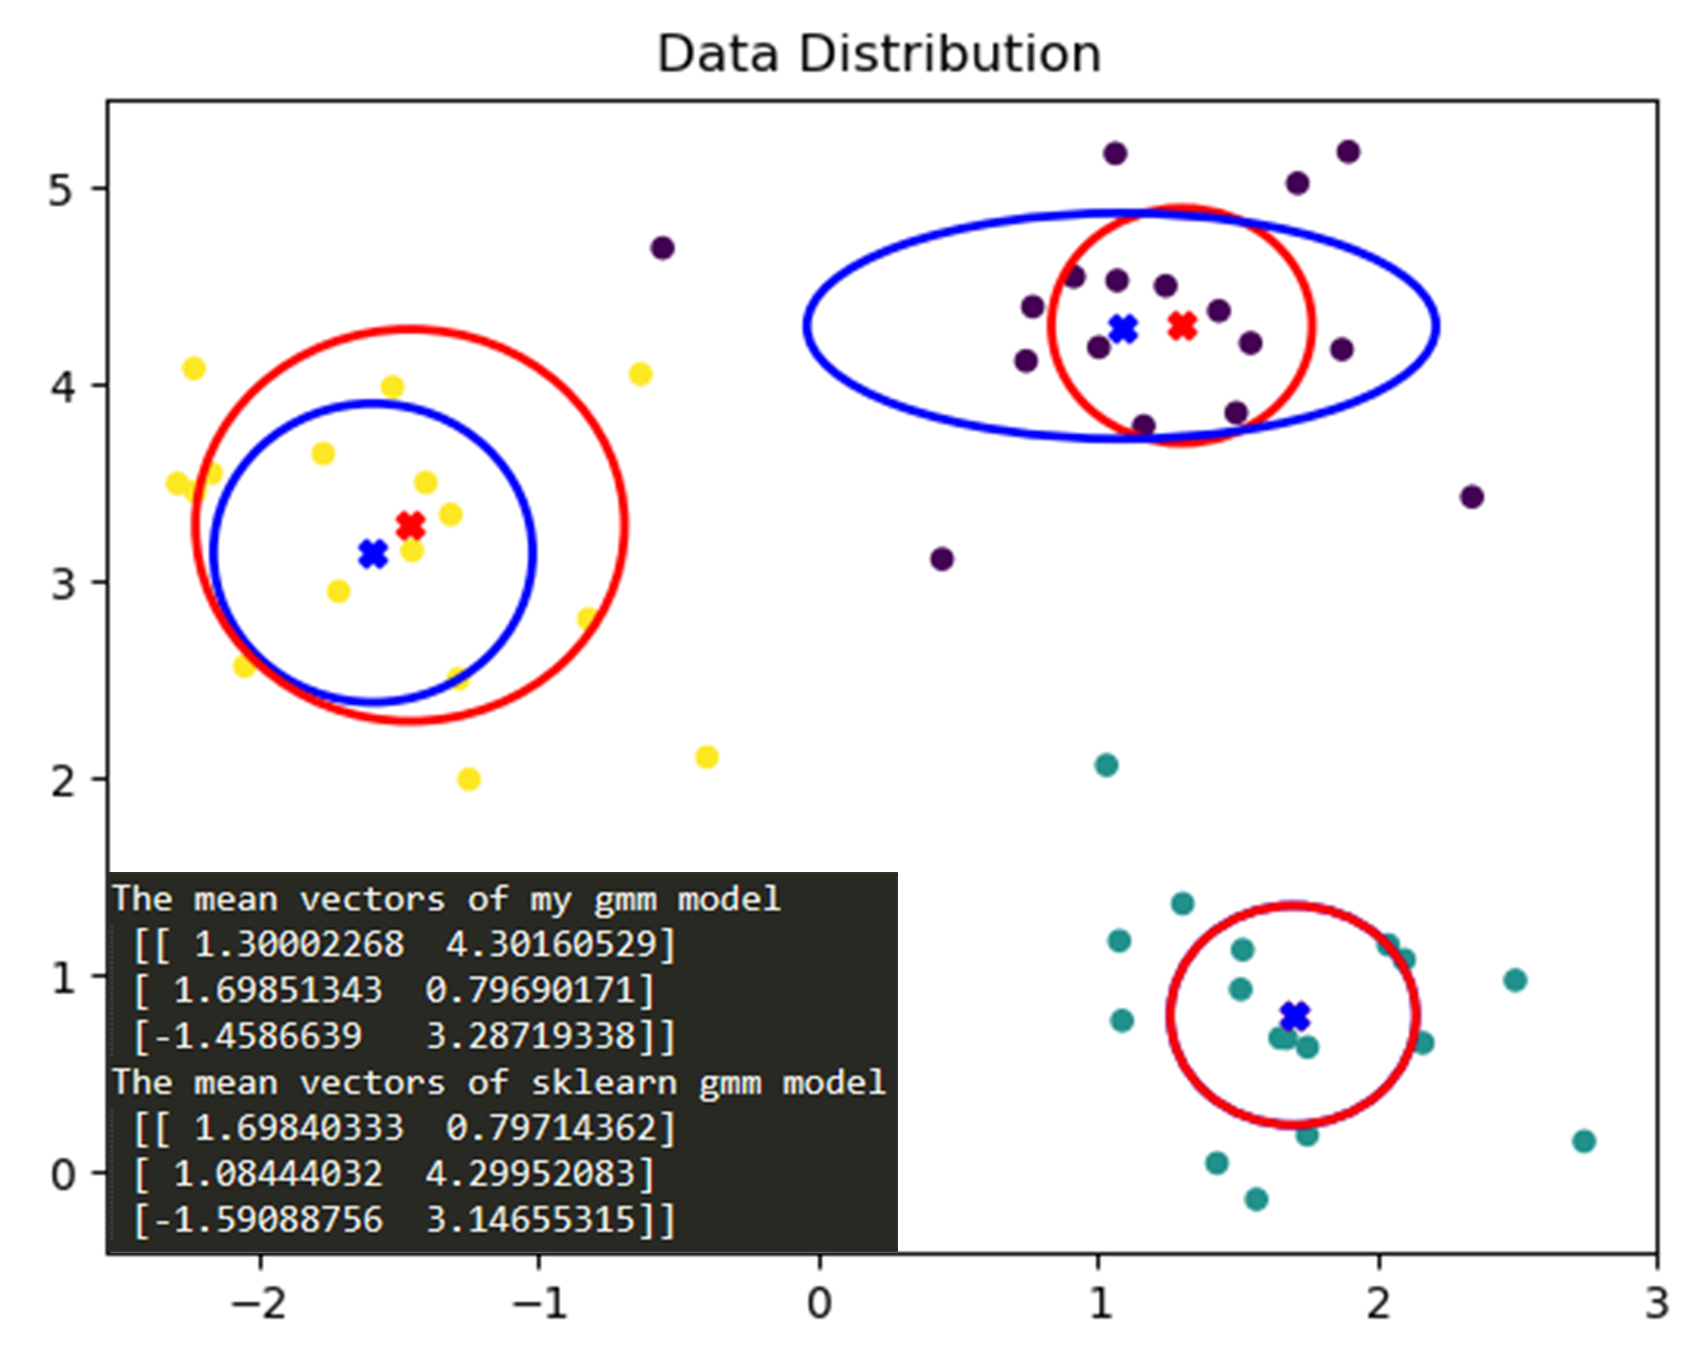 Data Distribution
5
4
3
2
1
0
The mean vectors of my gmm model
[[ 1.30002268 4.30160529]
[ 1.69851343 0.79690171]
[-1.4586639 3.28719338]]
The mean vectors of sklearn gmm model
[[ 1.69840333 0.79714362]
[ 1.08444032 4.29952083]
[-1.59088756 3.14655315]]
−2 −1 0 1 2 3